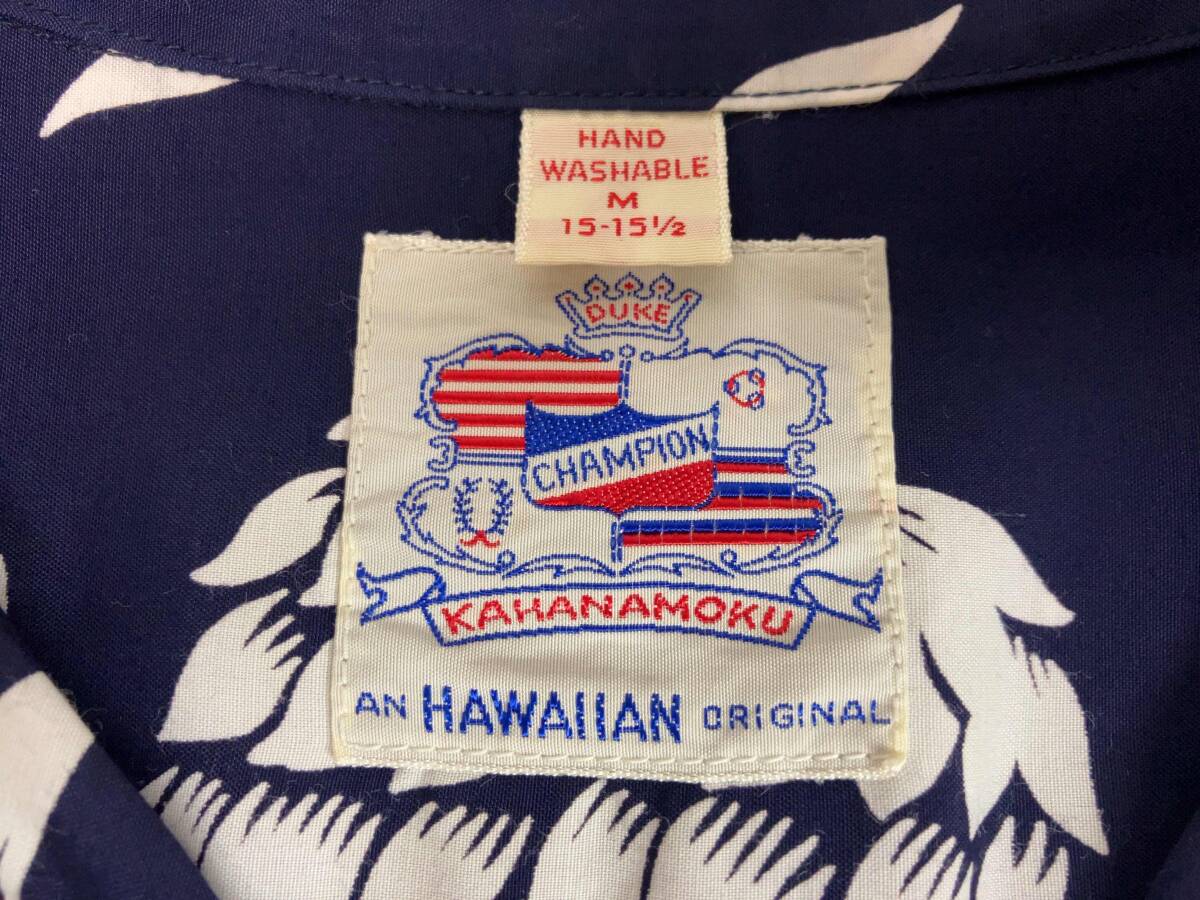 HAND
WASHABLE
M
15-15½
DUKE
CHAMPION
KAHANAMOKU
AN HAWAIIAN ORIGINAL